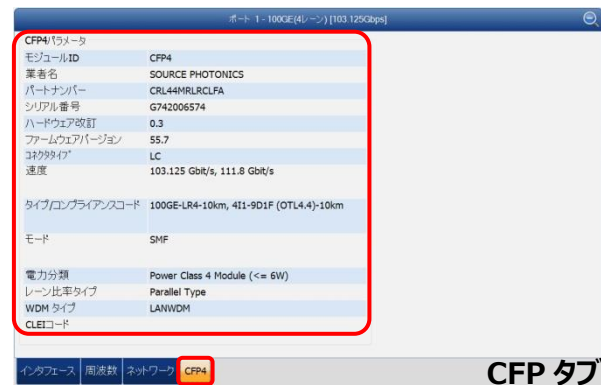 ポート 1 - 100GE(4レーン) [103.125Gbps]
CFP4パラメータ
モジュールID CFP4
業者名 SOURCE PHOTONICS
パートナンバー CRL44MRLRCLFA
シリアル番号 G742006574
ハードウェア改訂 0.3
ファームウェアバージョン 55.7
コネクタタイプ LC
速度 103.125 Gbit/s, 111.8 Gbit/s
タイプ/コンプライアンスコード 100GE-LR4-10km, 4I1-9D1F (OTL4.4)-10km
モード SMF
電力分類 Power Class 4 Module (<= 6W)
レーン比率タイプ Parallel Type
WDM タイプ LANWDM
CLEIコード
インタフェース 周波数 ネットワーク CFP4
CFP タブ